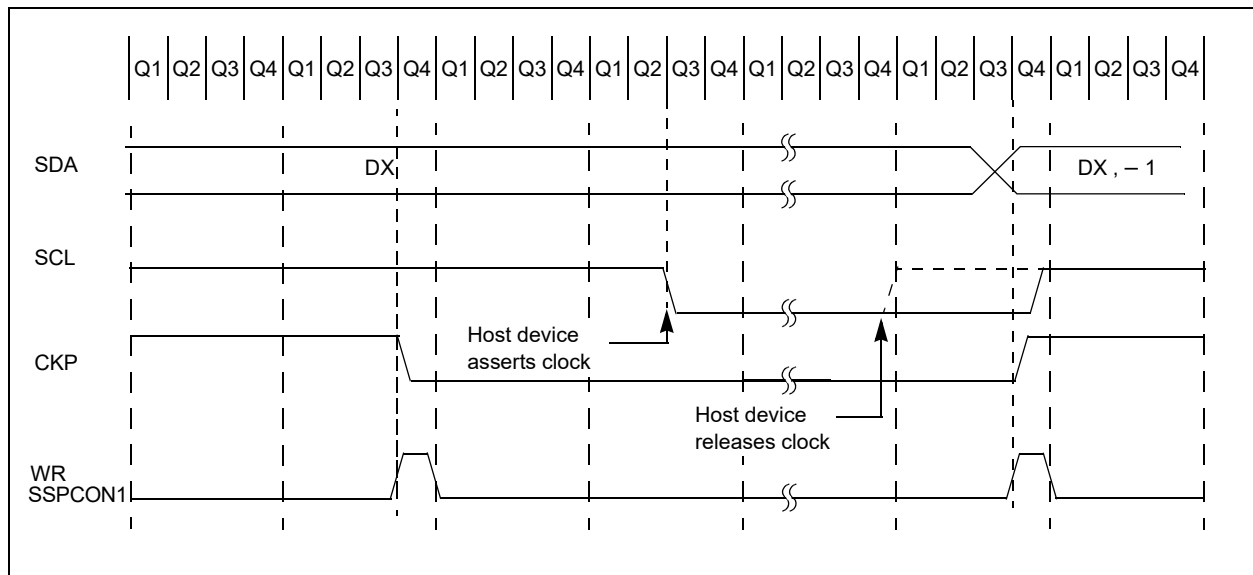 Q1 Q2 Q3 Q4 Q1 Q2 Q3 Q4 Q1 Q2 Q3 Q4 Q1 Q2 Q3 Q4 Q1 Q2 Q3 Q4 Q1 Q2 Q3 Q4 Q1 Q2 Q3 Q4
SDA
DX
DX , – 1
SCL
Host device
asserts clock
CKP
Host device
releases clock
WR
SSPCON1